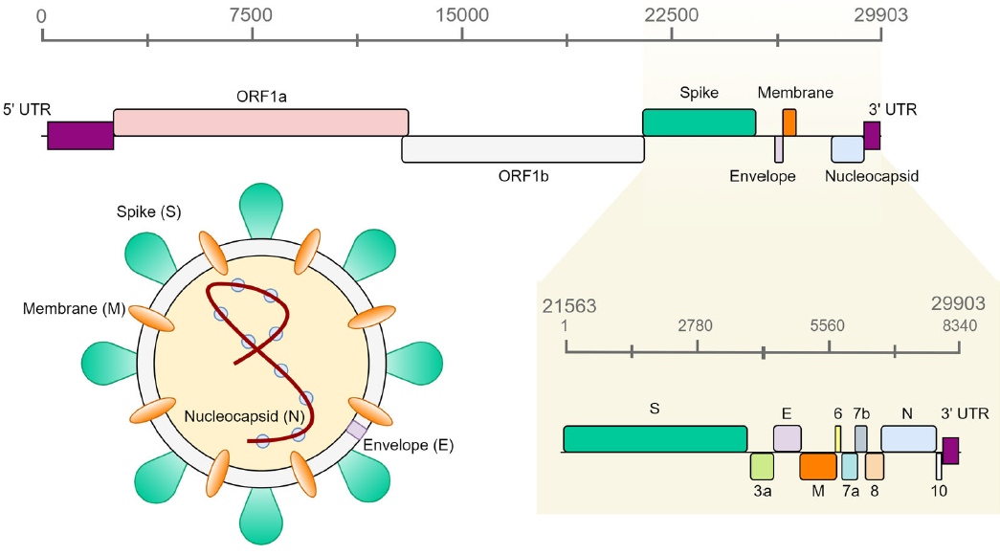 0 7500 15000 22500 29903
5' UTR
ORF1a
Spike
Membrane
3' UTR
ORF1b
Envelope
Nucleocapsid
Spike (S)
Membrane (M)
Nucleocapsid (N)
Envelope (E)
21563 29903
1 2780 5560 8340
S E 6 7b N 3' UTR
3a M 7a 8 10